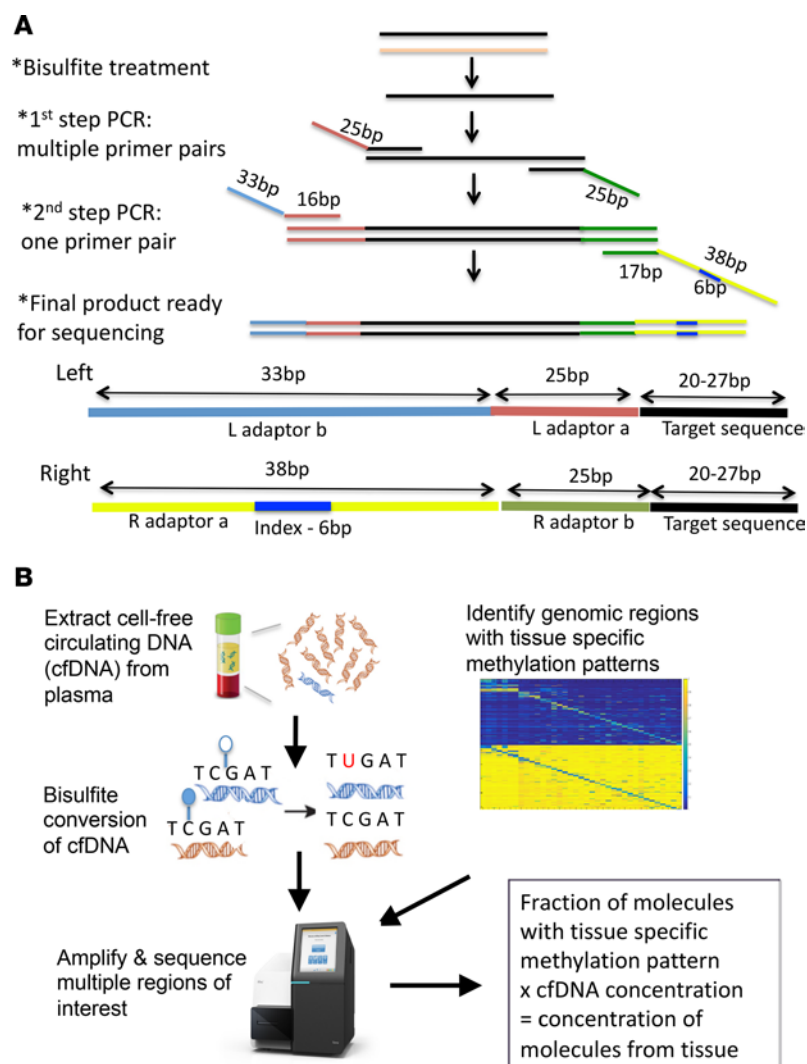 A
*Bisulfite treatment
*1st step PCR:
multiple primer pairs
25bp
25bp
33bp
16bp
*2nd step PCR:
one primer pair
17bp
38bp
6bp
*Final product ready
for sequencing
Left
33bp
25bp
20-27bp
L adaptor b
L adaptor a
Target sequence
Right
38bp
25bp
20-27bp
R adaptor a
Index - 6bp
R adaptor b
Target sequence
B
Extract cell-free
circulating DNA
(cfDNA) from
plasma
Identify genomic regions
with tissue specific
methylation patterns
Bisulfite
conversion
of cfDNA
TCGAT
TUGAT
TCGAT
TCGAT
Amplify & sequence
multiple regions of
interest
Fraction of molecules
with tissue specific
methylation pattern
x cfDNA concentration
= concentration of
molecules from tissue